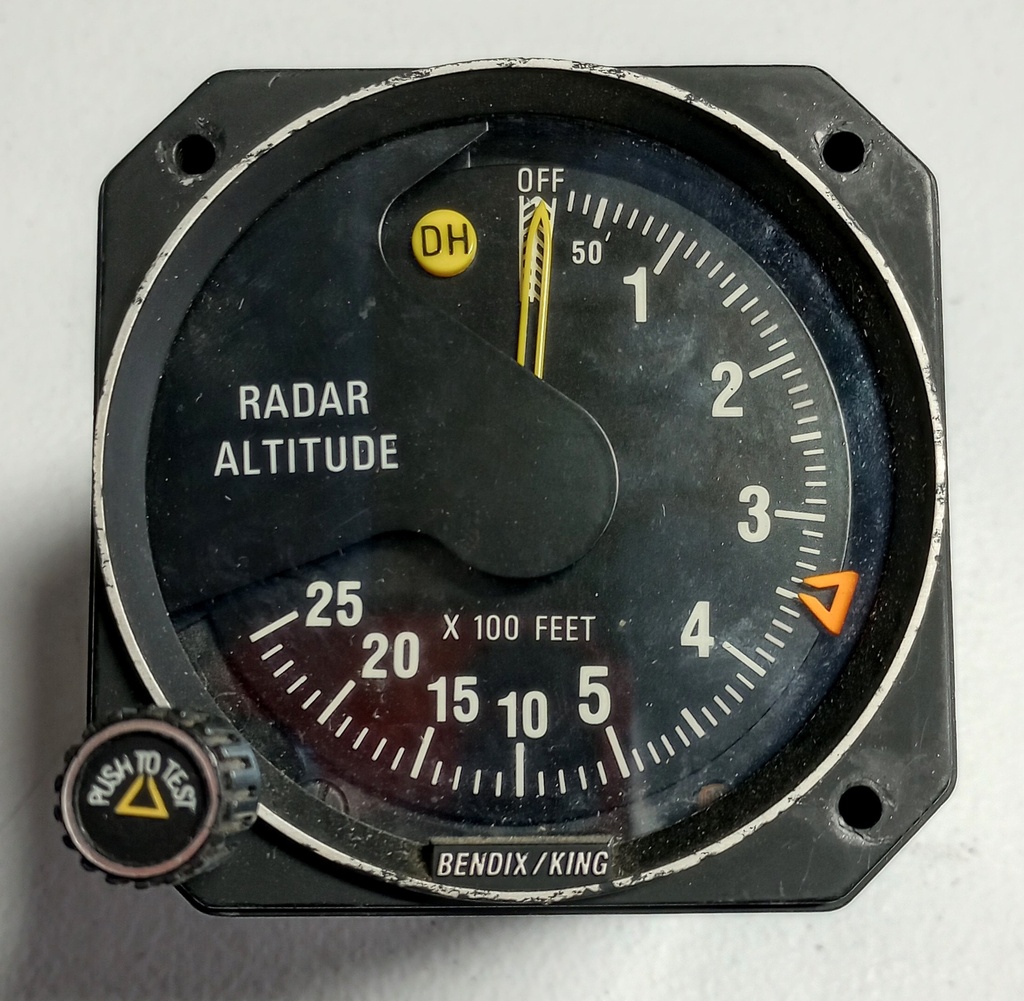 OFF
DH
50'
1
RADAR
ALTITUDE
2
3
4
25
X 100 FEET
20
15
10
5
PUSH TO TEST
BENDIX/KING